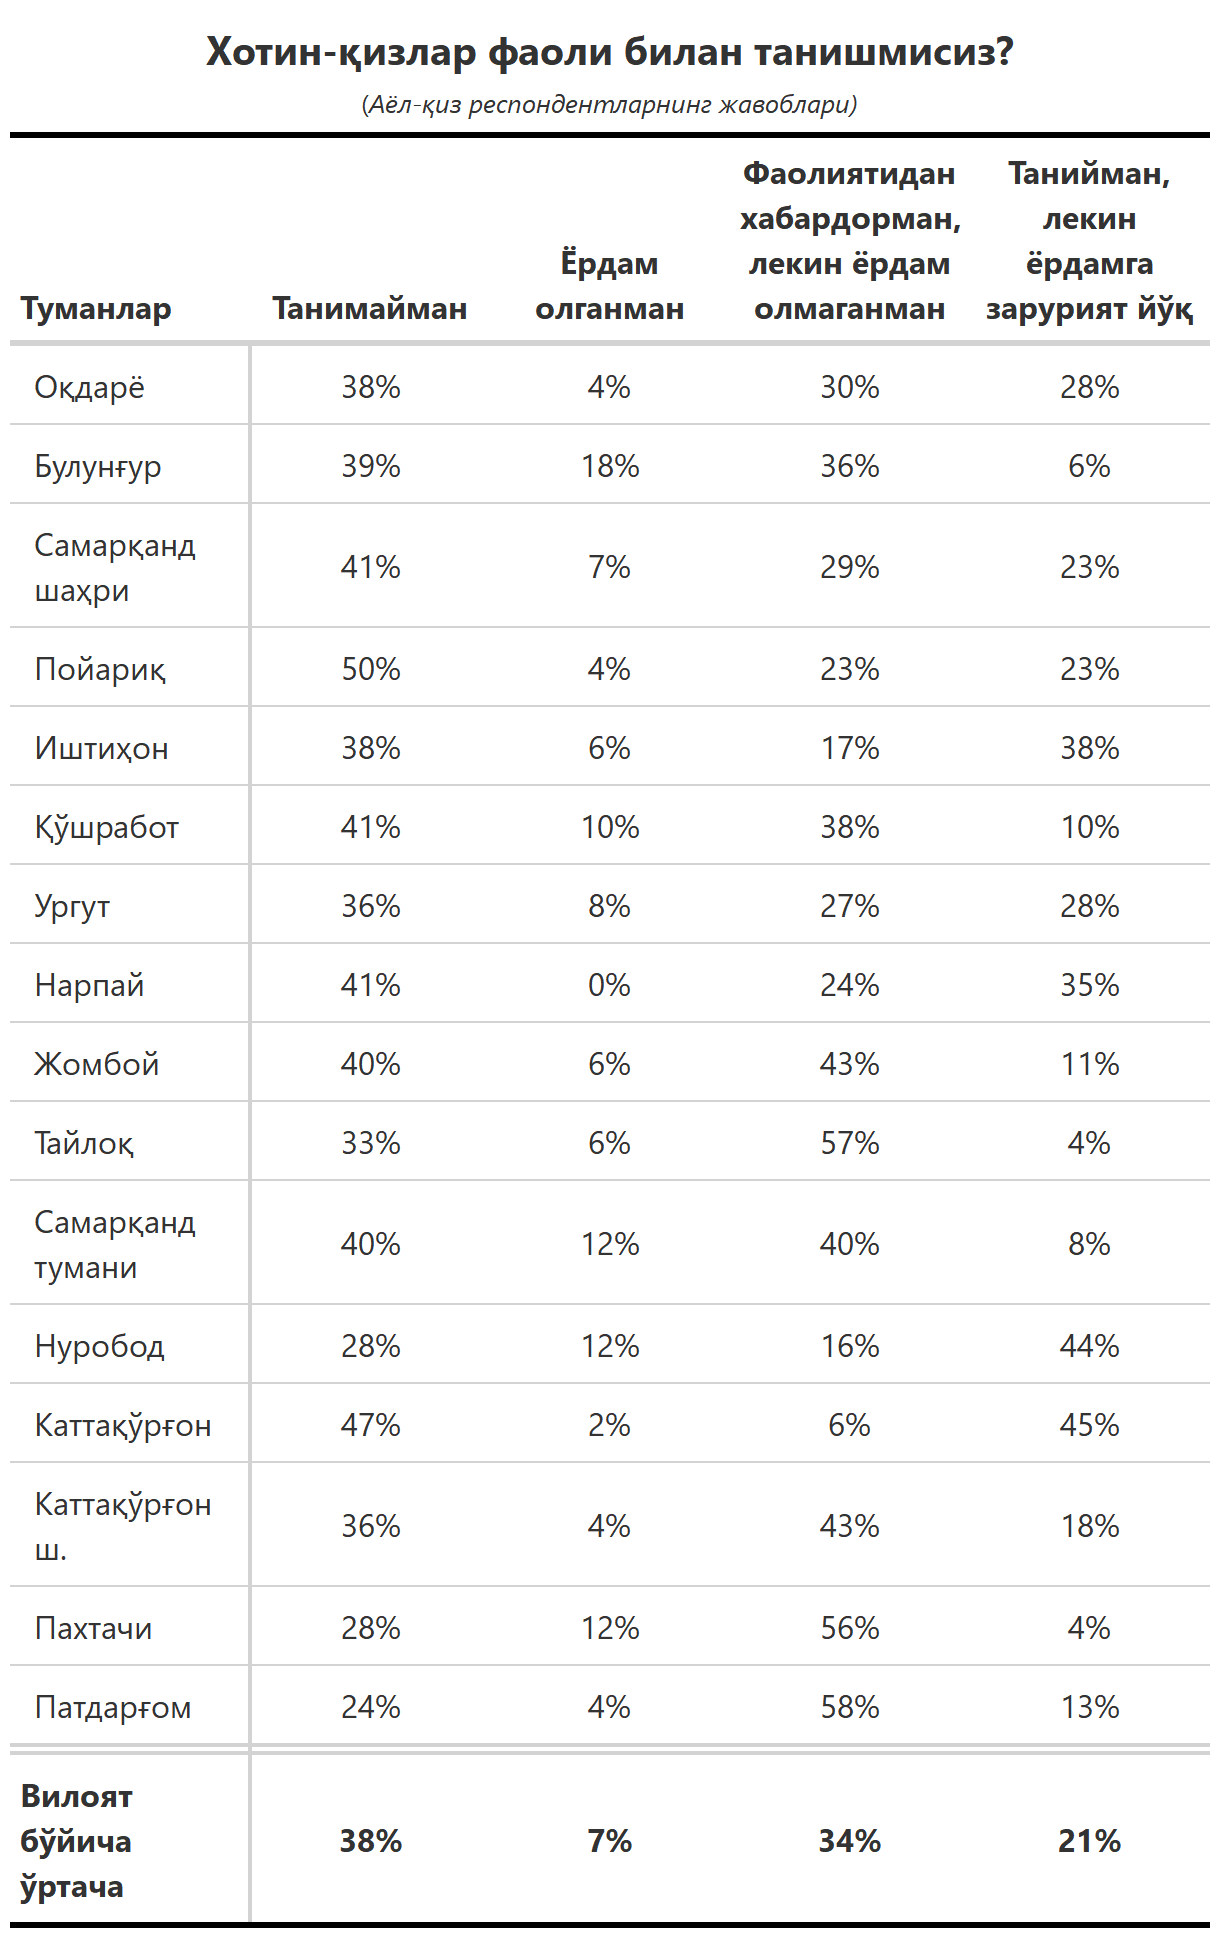 Хотин-қизлар фаоли билан танишмисиз?
(Аёл-қиз респондентларнинг жавоблари)
Туманлар Танимайман Ёрдам олганман Фаолиятидан хабардорман, лекин ёрдам олмаганман Танийман, лекин ёрдамга зарурият йўқ
Оқдарё 38% 4% 30% 28%
Булунғур 39% 18% 36% 6%
Самарқанд шаҳри 41% 7% 29% 23%
Пойариқ 50% 4% 23% 23%
Иштиҳон 38% 6% 17% 38%
Қўшработ 41% 10% 38% 10%
Ургут 36% 8% 27% 28%
Нарпай 41% 0% 24% 35%
Жомбой 40% 6% 43% 11%
Тайлоқ 33% 6% 57% 4%
Самарқанд тумани 40% 12% 40% 8%
Нуробод 28% 12% 16% 44%
Каттақўрғон 47% 2% 6% 45%
Каттақўрғон ш. 36% 4% 43% 18%
Пахтачи 28% 12% 56% 4%
Патдарғом 24% 4% 58% 13%
Вилоят бўйича ўртача 38% 7% 34% 21%